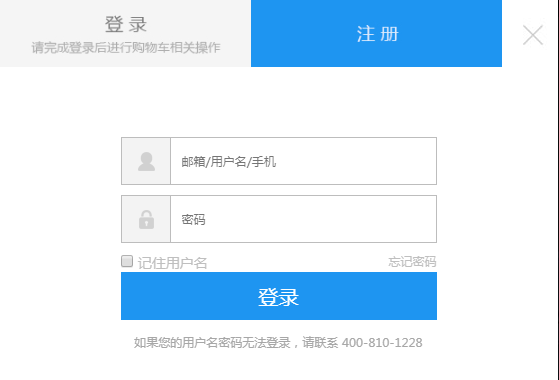 登 录
请完成登录后进行购物车相关操作
注 册
邮箱/用户名/手机
密码
记住用户名
忘记密码
登录
如果您的用户名密码无法登录，请联系 400-810-1228